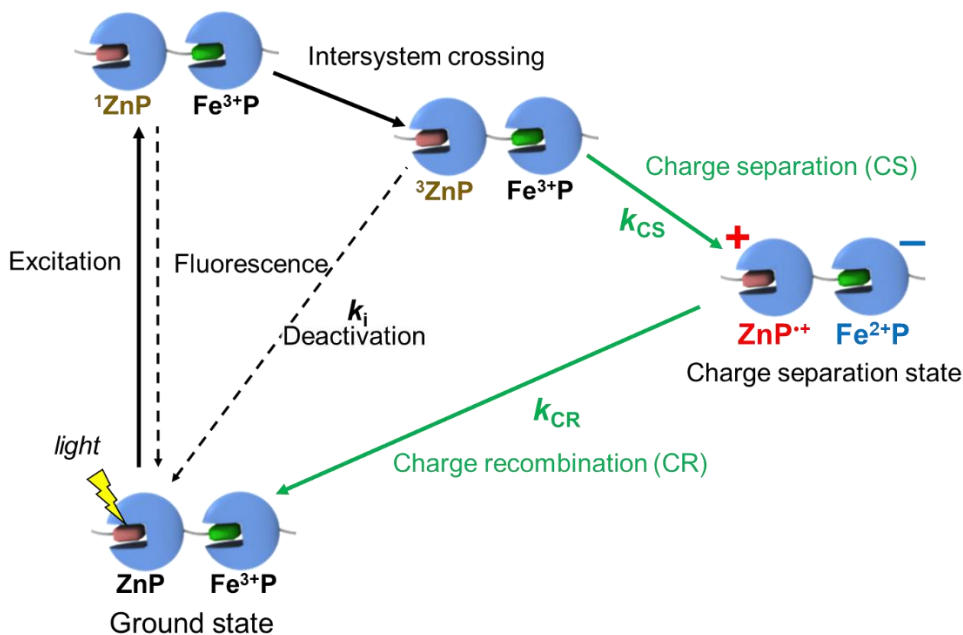 Intersystem crossing
¹ZnP Fe³⁺P
³ZnP Fe³⁺P
Charge separation (CS)
kCS
+ −
Excitation
Fluorescence
ki
Deactivation
ZnP•⁺ Fe²⁺P
Charge separation state
kCR
light
Charge recombination (CR)
ZnP Fe³⁺P
Ground state